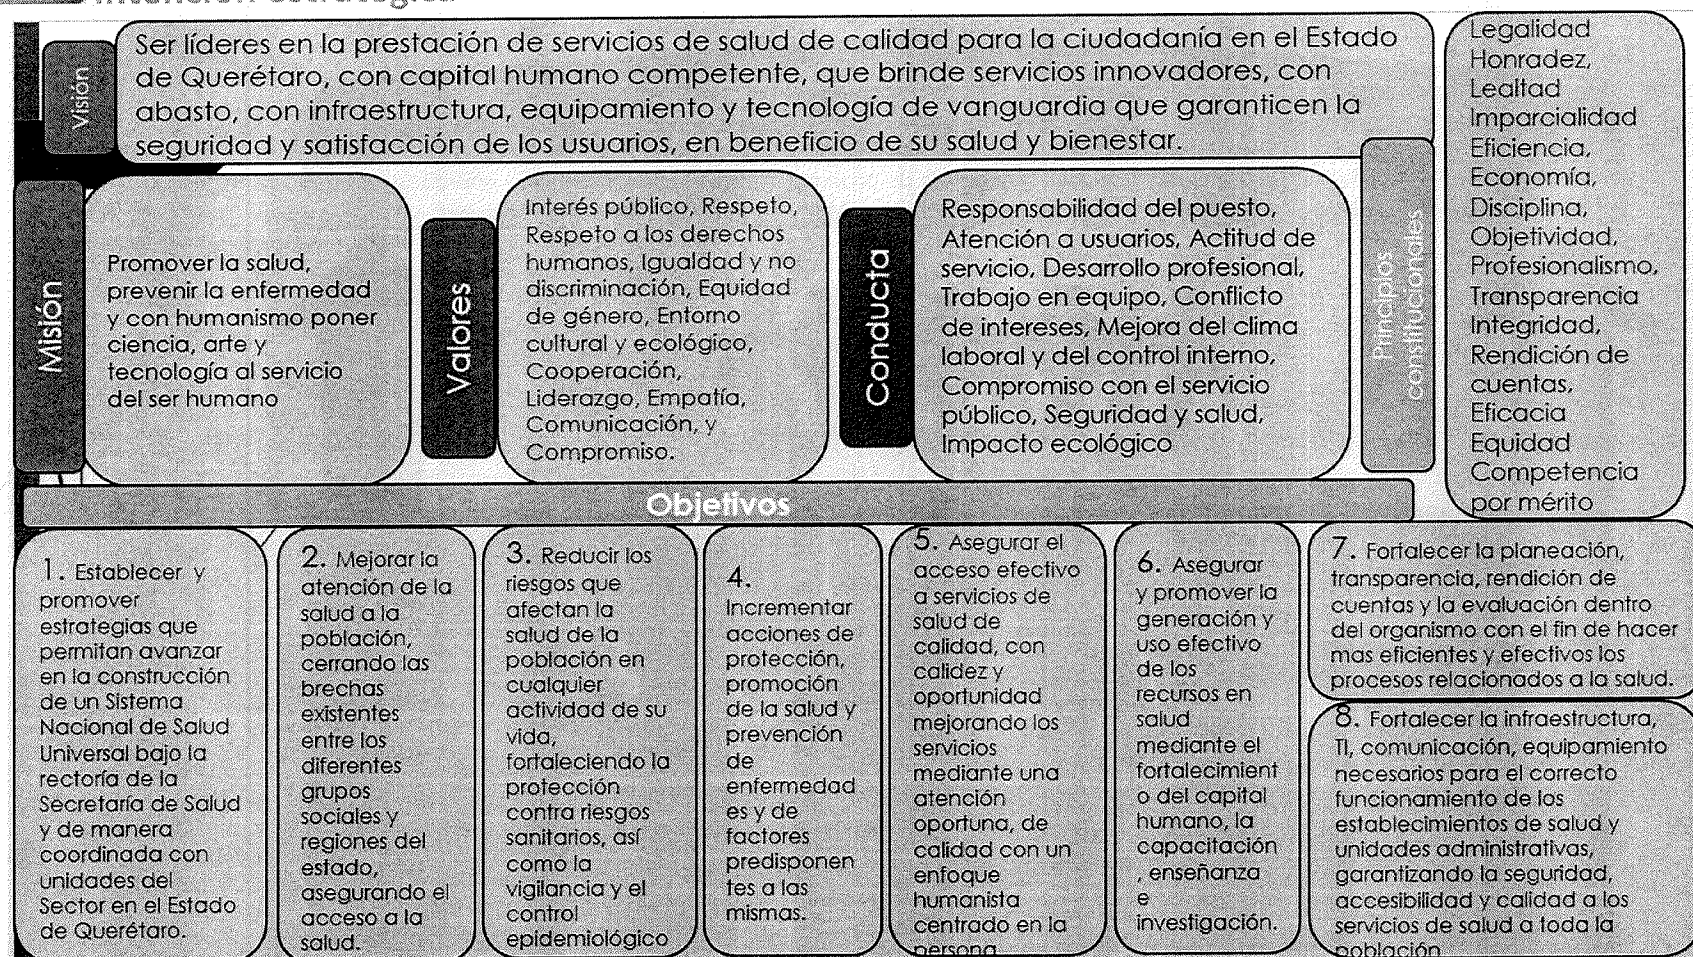 Visión
Ser líderes en la prestación de servicios de salud de calidad para la ciudadanía en el Estado
de Querétaro, con capital humano competente, que brinde servicios innovadores, con
abasto, con infraestructura, equipamiento y tecnología de vanguardia que garanticen la
seguridad y satisfacción de los usuarios, en beneficio de su salud y bienestar.
Misión
Promover la salud,
prevenir la enfermedad
y con humanismo poner
ciencia, arte y
tecnología al servicio
del ser humano
Valores
Interés público, Respeto,
Respeto a los derechos
humanos, Igualdad y no
discriminación, Equidad
de género, Entorno
cultural y ecológico,
Cooperación,
Liderazgo, Empatía,
Comunicación, y
Compromiso.
Conducta
Responsabilidad del puesto,
Atención a usuarios, Actitud de
servicio, Desarrollo profesional,
Trabajo en equipo, Conflicto
de intereses, Mejora del clima
laboral y del control interno,
Compromiso con el servicio
público, Seguridad y salud,
Impacto ecológico
Principios
constitucionales
Legalidad
Honradez,
Lealtad
Imparcialidad
Eficiencia,
Economía,
Disciplina,
Objetividad,
Profesionalismo,
Transparencia
Integridad,
Rendición de
cuentas,
Eficacia
Equidad
Competencia
por mérito
Objetivos
1. Establecer y
promover
estrategias que
permitan avanzar
en la construcción
de un Sistema
Nacional de Salud
Universal bajo la
rectoría de la
Secretaría de Salud
y de manera
coordinada con
unidades del
Sector en el Estado
de Querétaro.
2. Mejorar la
atención de la
salud a la
población,
cerrando las
brechas
existentes
entre los
diferentes
grupos
sociales y
regiones del
estado,
asegurando el
acceso a la
salud.
3. Reducir los
riesgos que
afectan la
salud de la
población en
cualquier
actividad de su
vida,
fortaleciendo la
protección
contra riesgos
sanitarios, así
como la
vigilancia y el
control
epidemiológico
4.
Incrementar
acciones de
protección,
promoción
de la salud y
prevención
de
enfermedad
es y de
factores
predisponen
tes a las
mismas.
5. Asegurar el
acceso efectivo
a servicios de
salud de
calidad, con
calidez y
oportunidad
mejorando los
servicios
mediante una
atención
oportuna, de
calidad con un
enfoque
humanista
centrado en la
persona
6. Asegurar
y promover la
generación y
uso efectivo
de los
recursos en
salud
mediante el
fortalecimient
o del capital
humano, la
capacitación
, enseñanza
e
investigación.
7. Fortalecer la planeación,
transparencia, rendición de
cuentas y la evaluación dentro
del organismo con el fin de hacer
mas eficientes y efectivos los
procesos relacionados a la salud.
8. Fortalecer la infraestructura,
TI, comunicación, equipamiento
necesarios para el correcto
funcionamiento de los
establecimientos de salud y
unidades administrativas,
garantizando la seguridad,
accesibilidad y calidad a los
servicios de salud a toda la
población